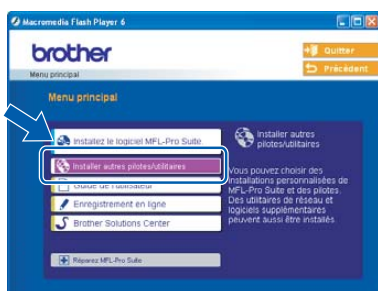 Macromedia Flash Player 6
brother
Quitter
Précédent
Menu principal
Menu principal
Installez le logiciel MFL-Pro Suite.
Installer autres pilotes/utilitaires
Guide de l'utilisateur
Enregistrement en ligne
Brother Solutions Center
Réparez MFL-Pro Suite
Installer autres
pilotes/utilitaires
Vous pouvez choisir des
installations personnalisées de
MFL-Pro Suite et des pilotes.
Des utilitaires de réseau et
logiciels supplémentaires
peuvent aussi être installés.